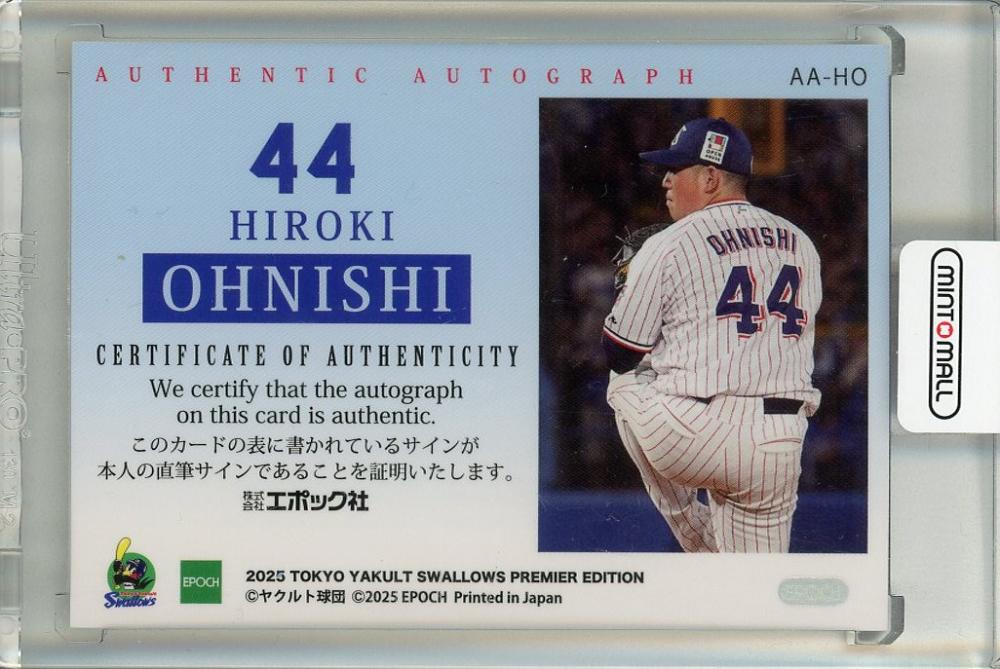 AUTHENTIC AUTOGRAPH
AA-HO
44
HIROKI
OHNISHI
CERTIFICATE OF AUTHENTICITY
We certify that the autograph
on this card is authentic.
このカードの表に書かれているサインが
本人の直筆サインであることを証明いたします。
株式会社エポック社
OHNISHI
44
OPEN HOUSE
Swallows
EPOCH
2025 TOKYO YAKULT SWALLOWS PREMIER EDITION
©ヤクルト球団 ©2025 EPOCH Printed in Japan
MINT MALL